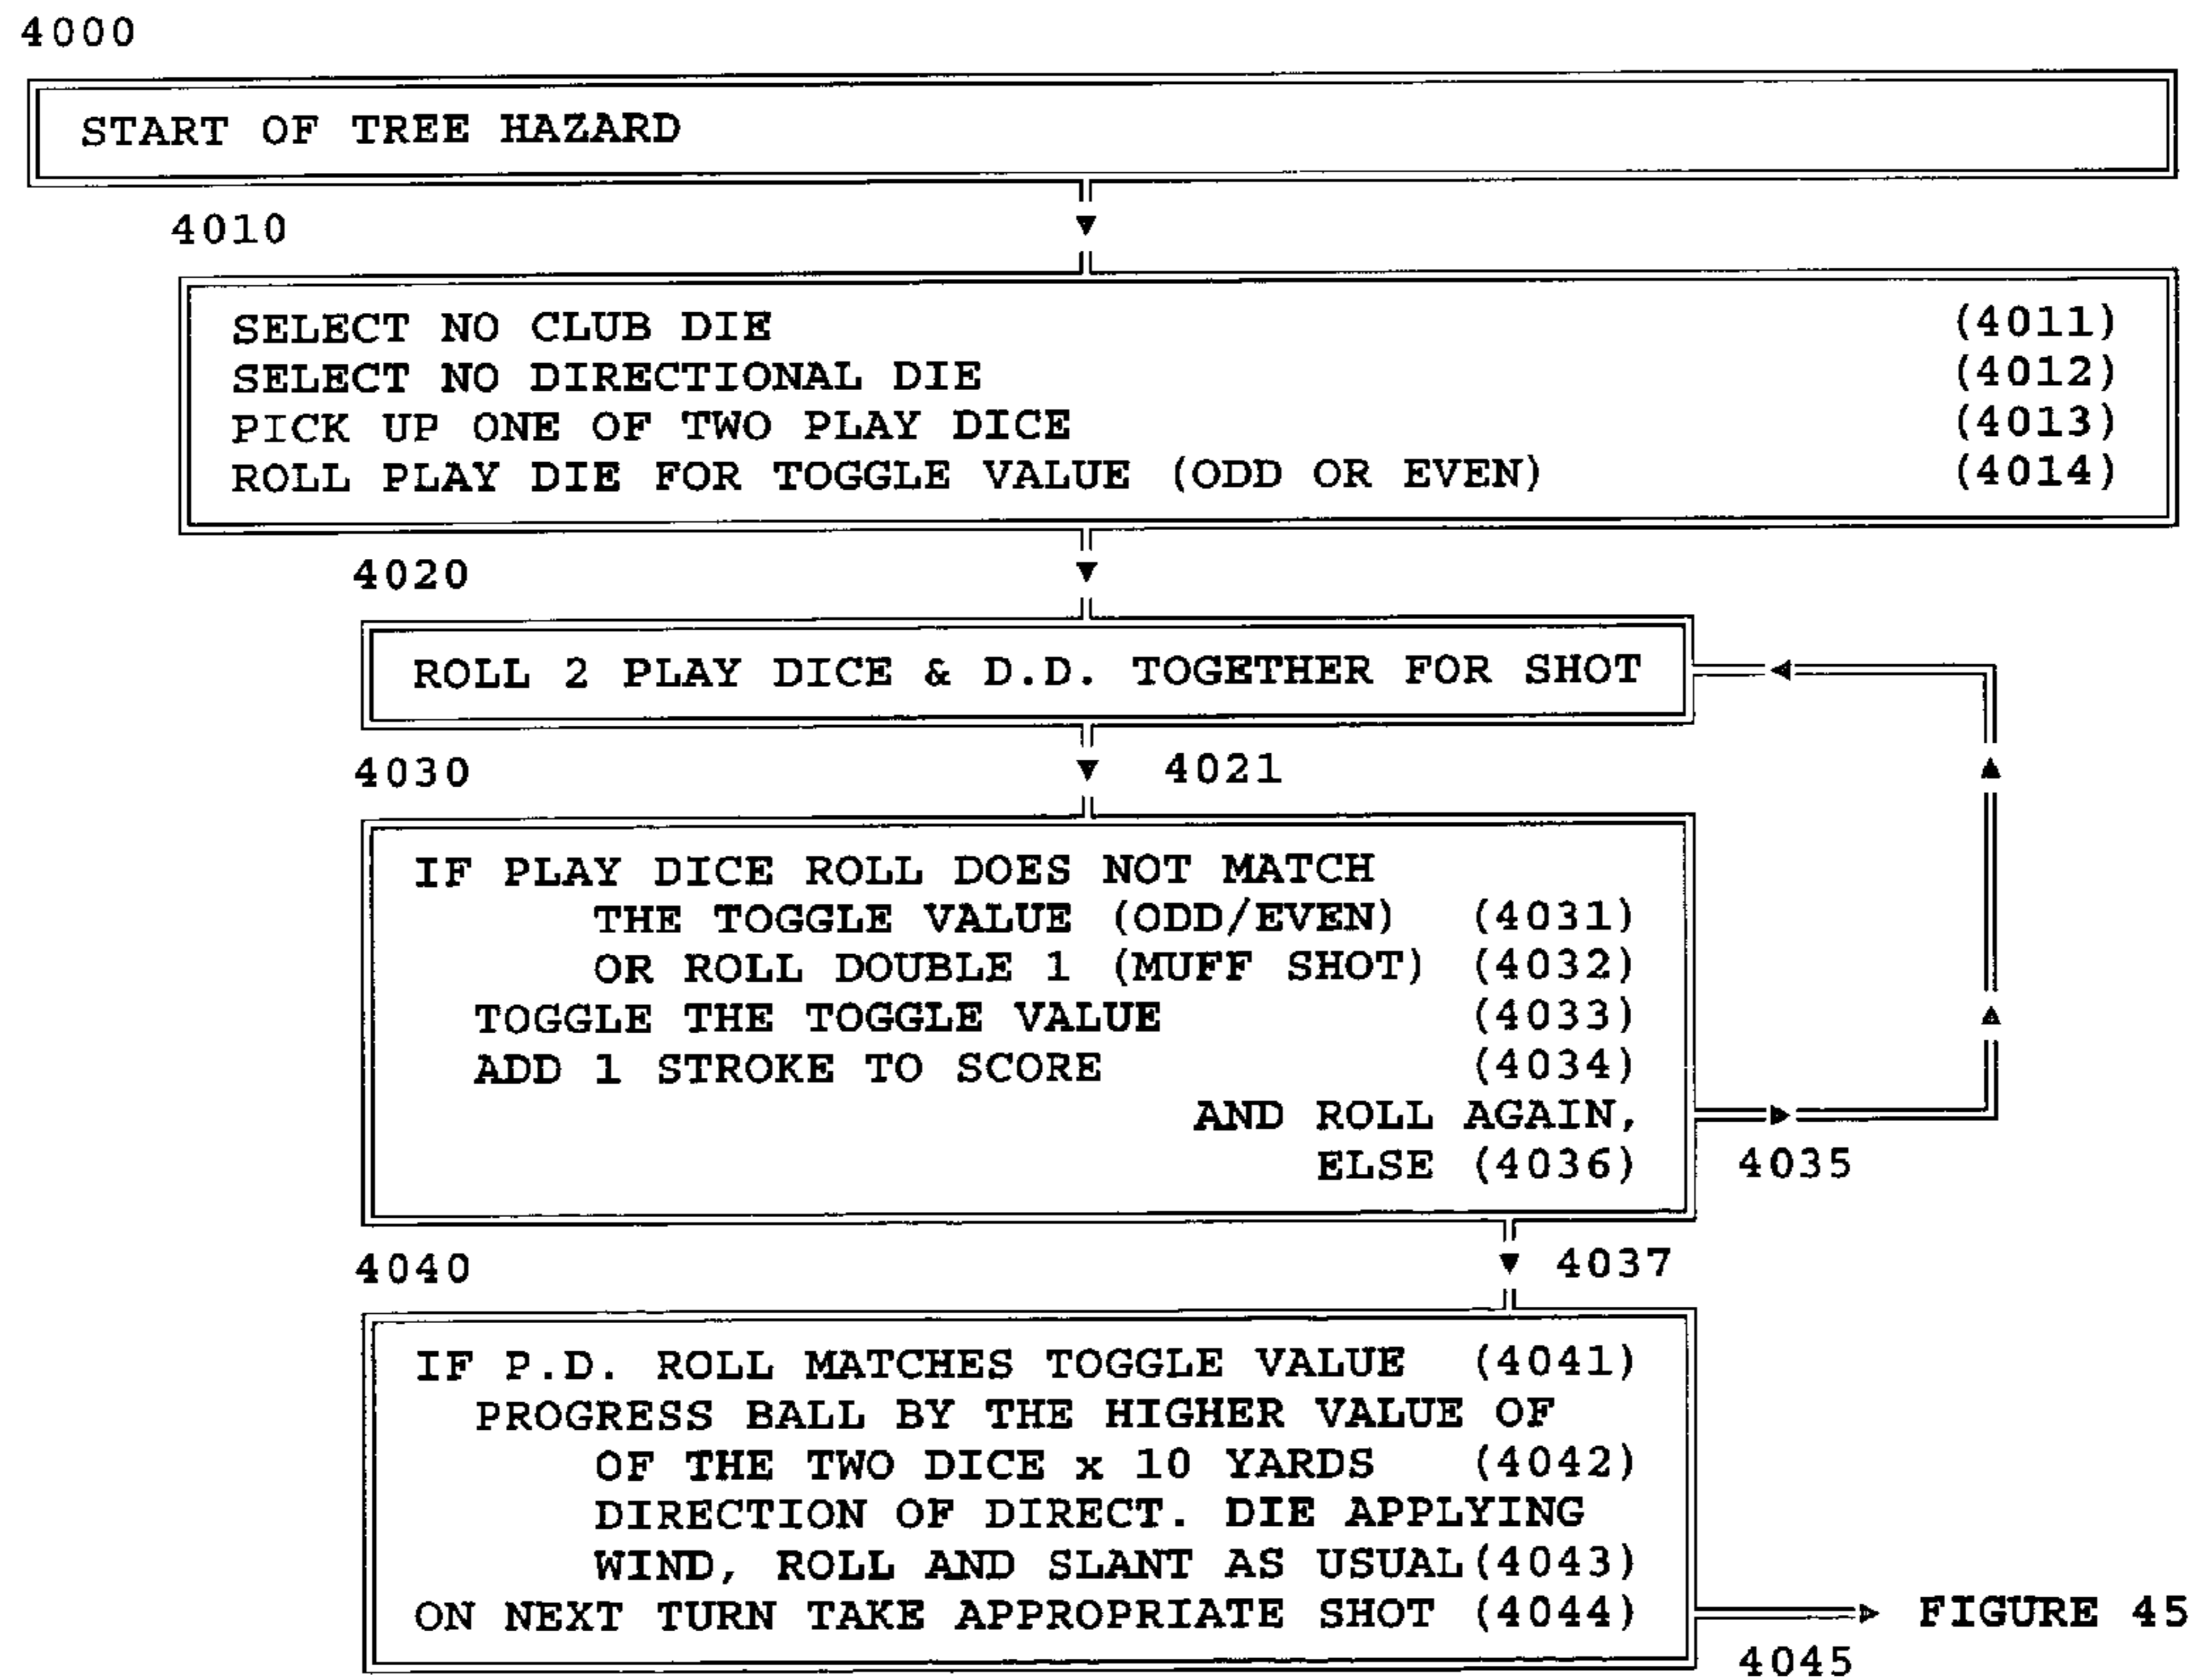 4000
START OF TREE HAZARD
4010
SELECT NO CLUB DIE (4011)
SELECT NO DIRECTIONAL DIE (4012)
PICK UP ONE OF TWO PLAY DICE (4013)
ROLL PLAY DIE FOR TOGGLE VALUE (ODD OR EVEN) (4014)
4020
ROLL 2 PLAY DICE & D.D. TOGETHER FOR SHOT
4030 4021
IF PLAY DICE ROLL DOES NOT MATCH
THE TOGGLE VALUE (ODD/EVEN) (4031)
OR ROLL DOUBLE 1 (MUFF SHOT) (4032)
TOGGLE THE TOGGLE VALUE (4033)
ADD 1 STROKE TO SCORE (4034)
AND ROLL AGAIN,
ELSE (4036) 4035
4040 4037
IF P.D. ROLL MATCHES TOGGLE VALUE (4041)
PROGRESS BALL BY THE HIGHER VALUE OF
OF THE TWO DICE x 10 YARDS (4042)
DIRECTION OF DIRECT. DIE APPLYING
WIND, ROLL AND SLANT AS USUAL(4043)
ON NEXT TURN TAKE APPROPRIATE SHOT (4044) FIGURE 45
4045